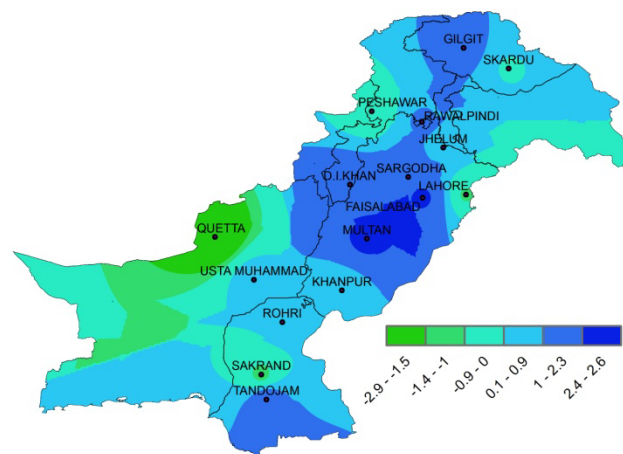 GILGIT
SKARDU
PESHAWAR
RAWALPINDI
JHELUM
SARGODHA
D.I.KHAN
LAHORE
FAISALABAD
MULTAN
QUETTA
USTA MUHAMMAD
KHANPUR
ROHRI
SAKRAND
TANDOJAM
-2.9 - -1.5
-1.4 - -1
-0.9 - 0
0.1 - 0.9
1 - 2.3
2.4 - 2.6